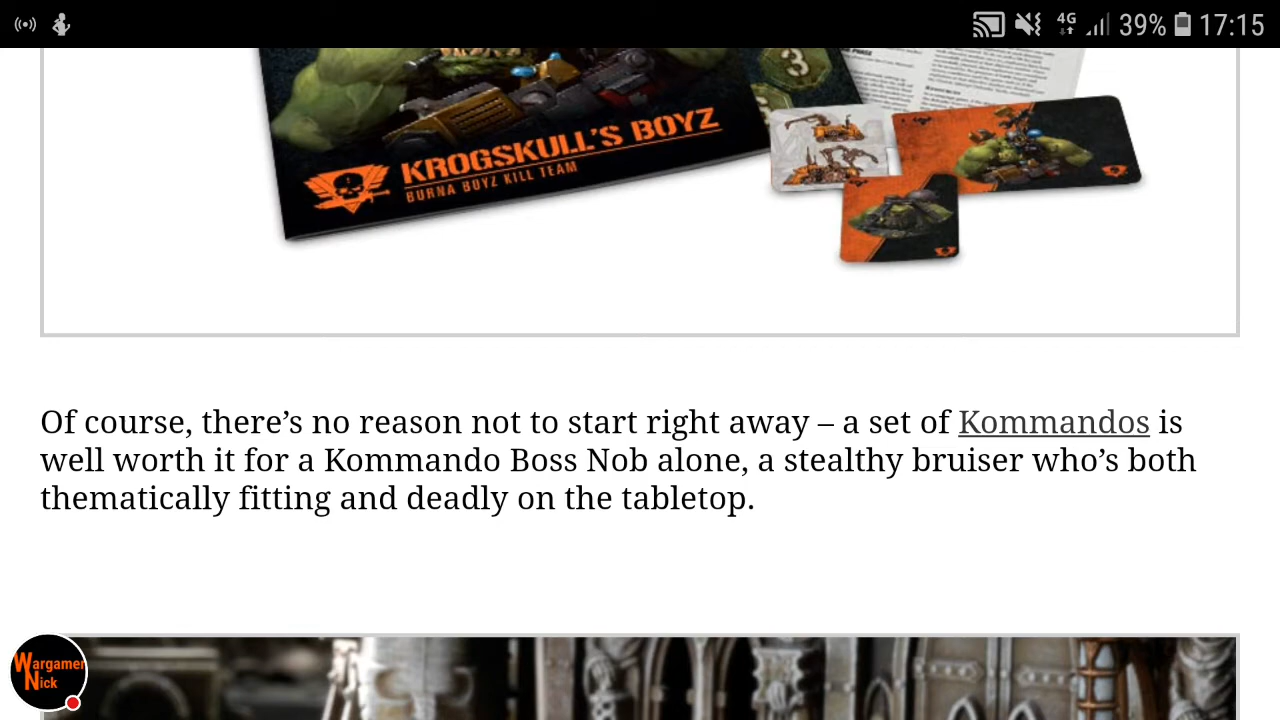 4G
39%
17:15
3
KROGSKULL'S BOYZ
BURNA BOYZ KILL TEAM
Of course, there’s no reason not to start right away – a set of Kommandos is
well worth it for a Kommando Boss Nob alone, a stealthy bruiser who’s both
thematically fitting and deadly on the tabletop.
Wargamer
Nick